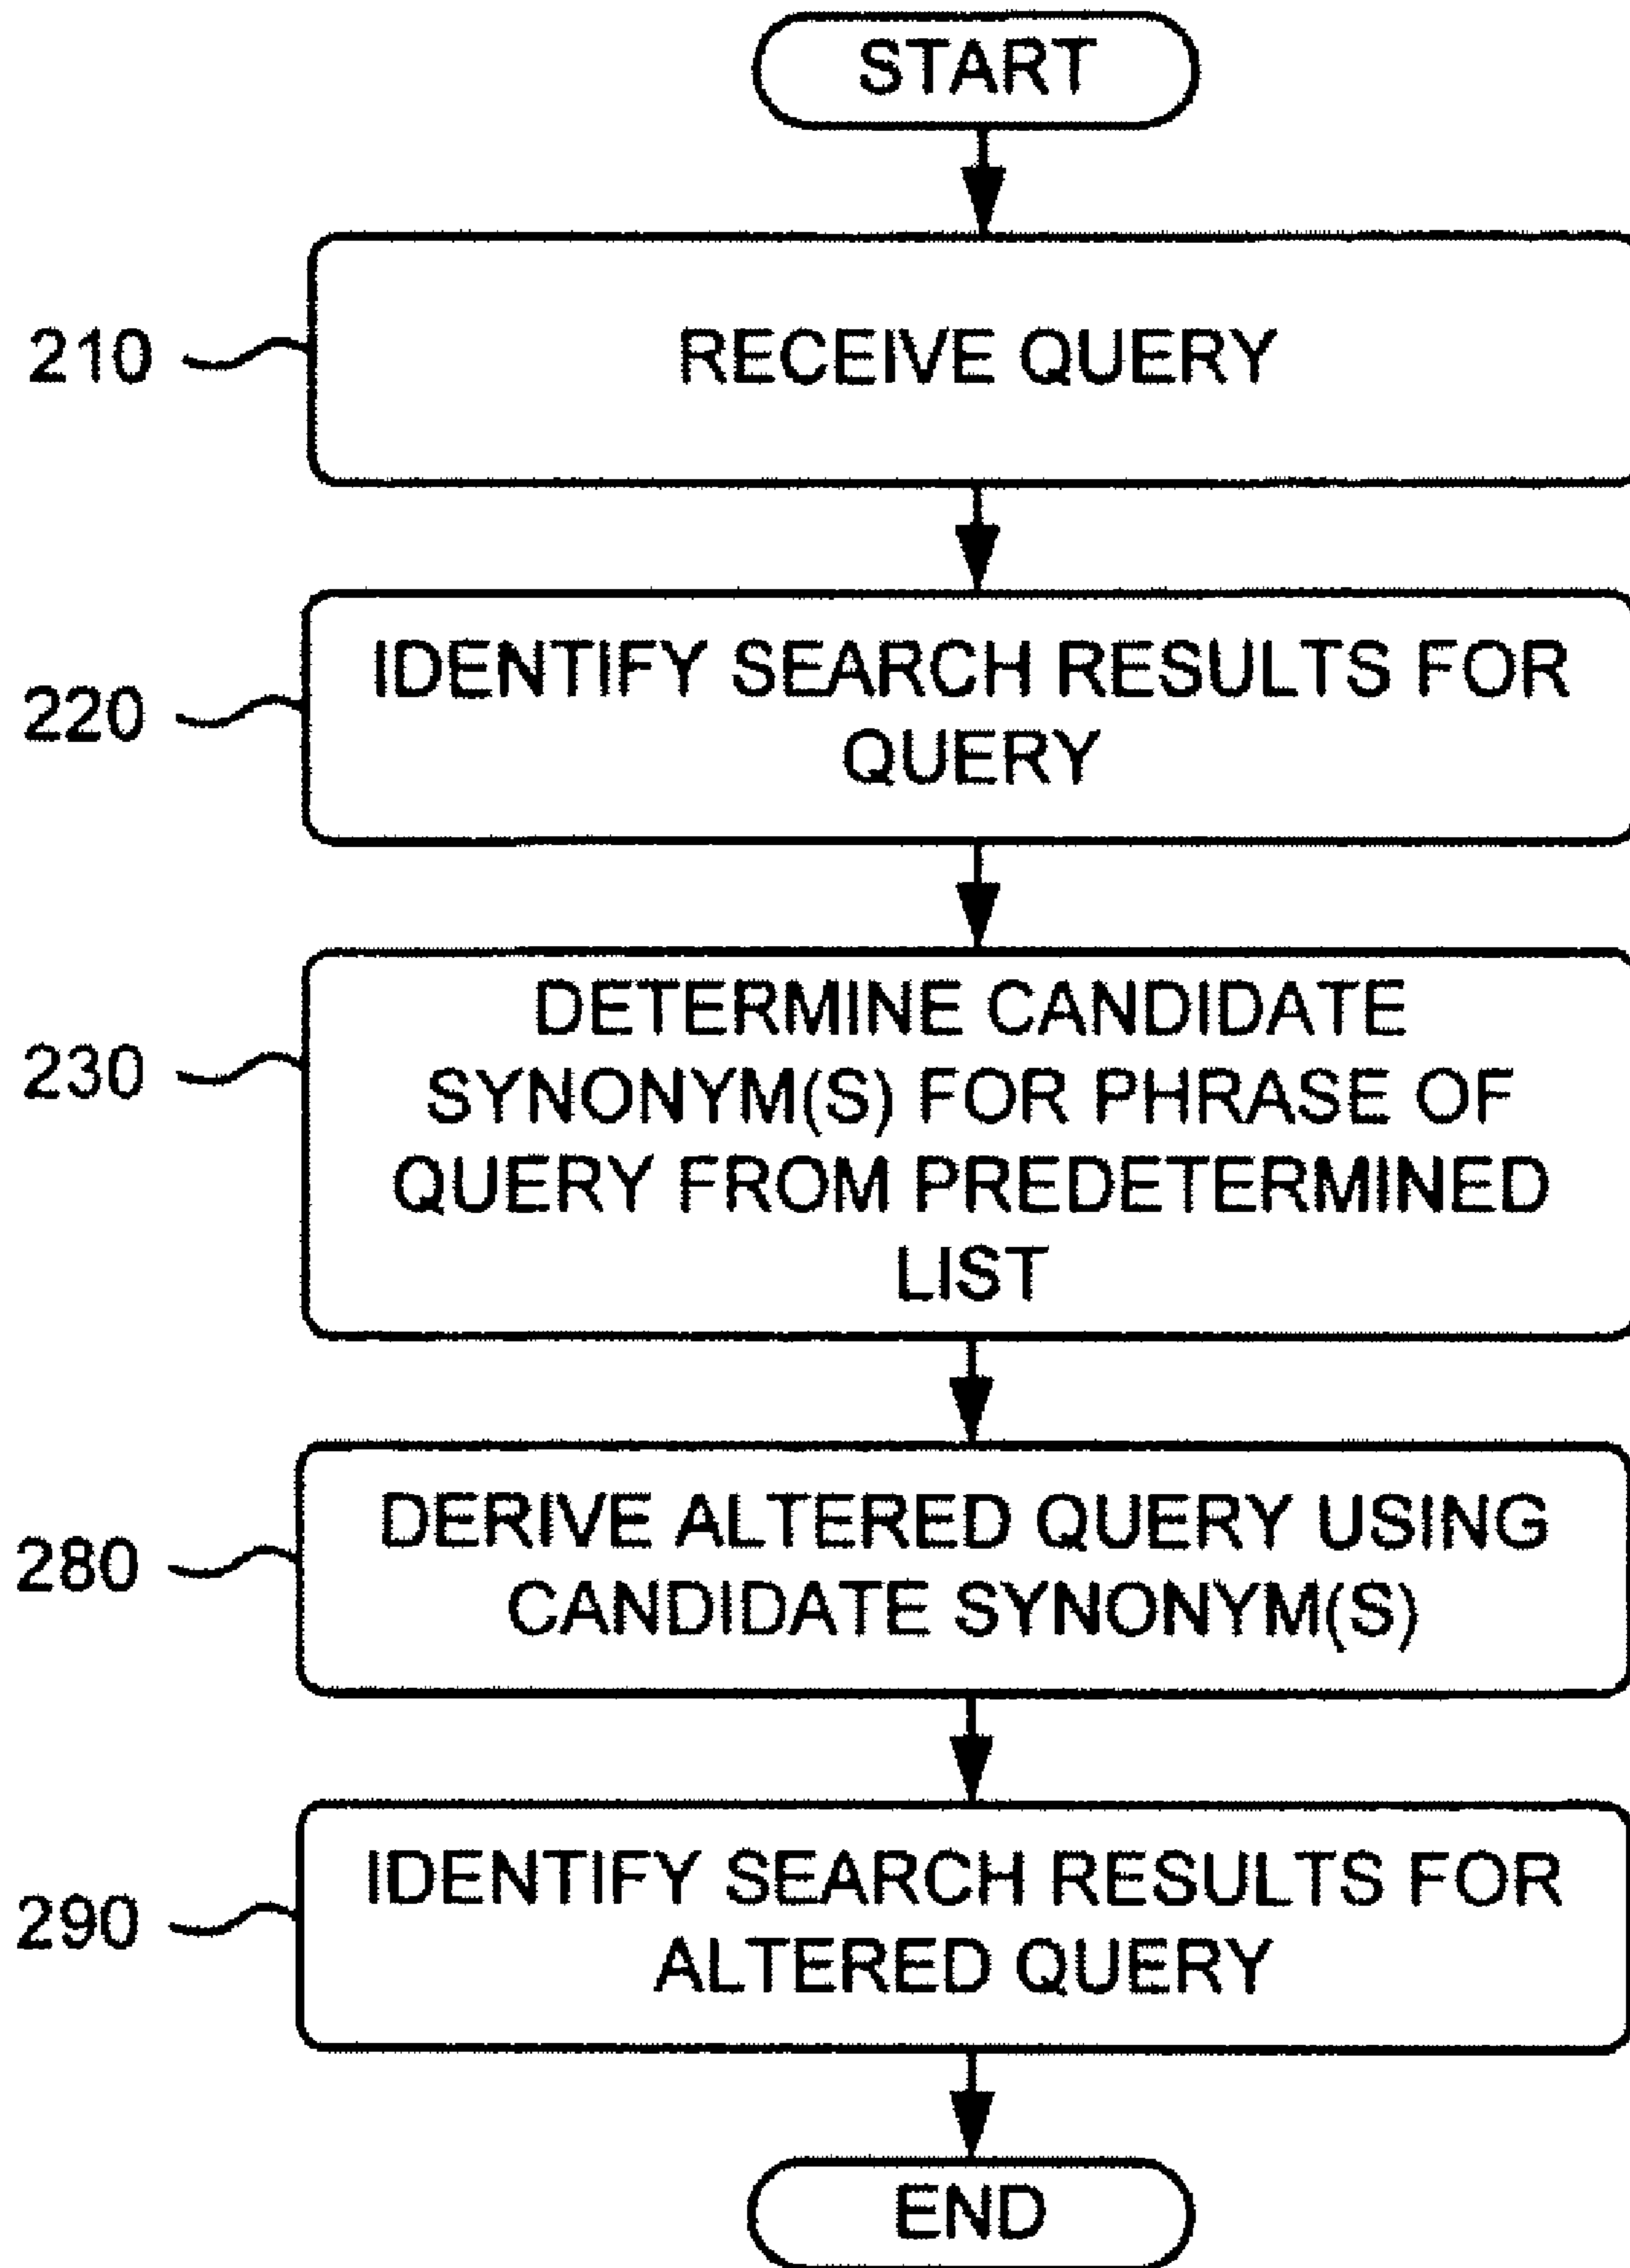 START
210
RECEIVE QUERY
220
IDENTIFY SEARCH RESULTS FOR
QUERY
230
DETERMINE CANDIDATE
SYNONYM(S) FOR PHRASE OF
QUERY FROM PREDETERMINED
LIST
280
DERIVE ALTERED QUERY USING
CANDIDATE SYNONYM(S)
290
IDENTIFY SEARCH RESULTS FOR
ALTERED QUERY
END